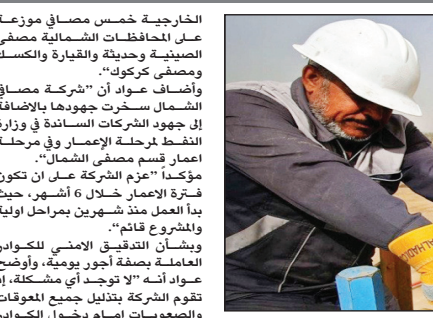 الخارجية خمس مصافي موزعة
على المحافظات الشمالية مصفى
الصينية وحديثة والقيارة والكسك
ومصفى كركوك“.
وأضاف عواد أن ”شركة مصافي
الشمال سخرت جهودها بالاضافة
إلى جهود الشركات الساندة في وزارة
النفط لمرحلة الإعمار وفي مرحلة
اعمار قسم مصفى الشمال“.
مؤكداً ”عزم الشركة على ان تكون
فترة الاعمار خلال 6 أشهر، حيث
بدأ العمل منذ شهرين بمراحل اولية
والمشروع قائم“.
وبشأن التدقيق الامني للكوادر
العاملة بصفة أجور يومية، وأوضح
عواد أنه ”لا توجد أي مشكلة، إذ
تقوم الشركة بتذليل جميع المعوقات
والصعوبات امام دخول الكوادر